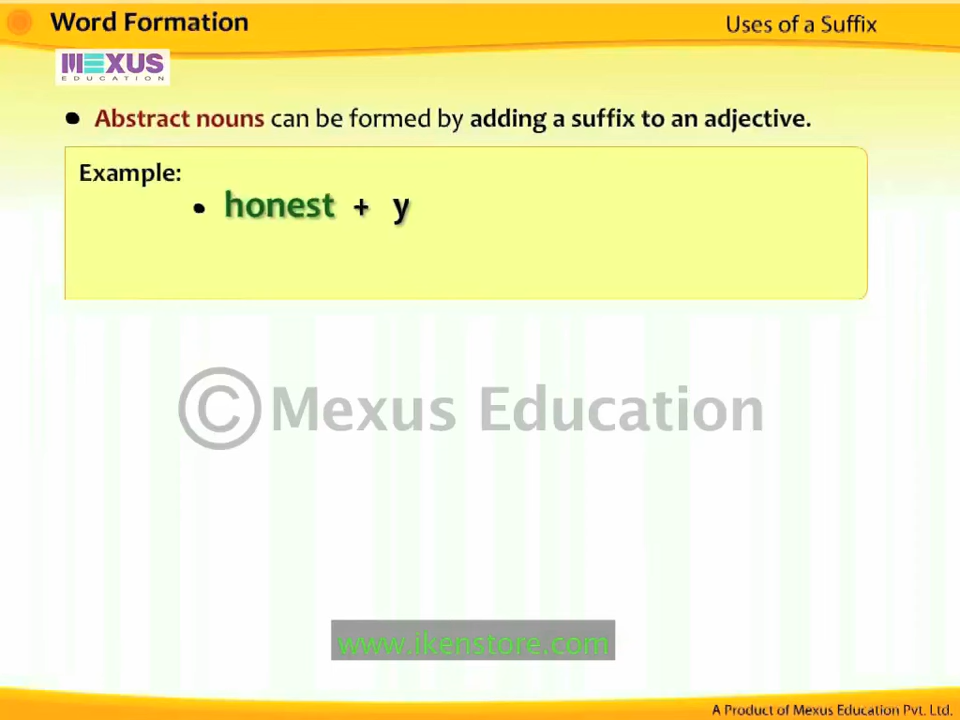 Word Formation
Uses of a Suffix
MEXUS
EDUCATION
• Abstract nouns can be formed by adding a suffix to an adjective.
Example:
• honest + y
© Mexus Education
www.ikenstore.com
A Product of Mexus Education Pvt. Ltd.